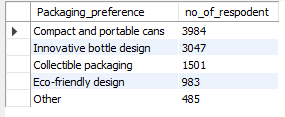 Packaging_preference no_of_respodent
Compact and portable cans 3984
Innovative bottle design 3047
Collectible packaging 1501
Eco-friendly design 983
Other 485